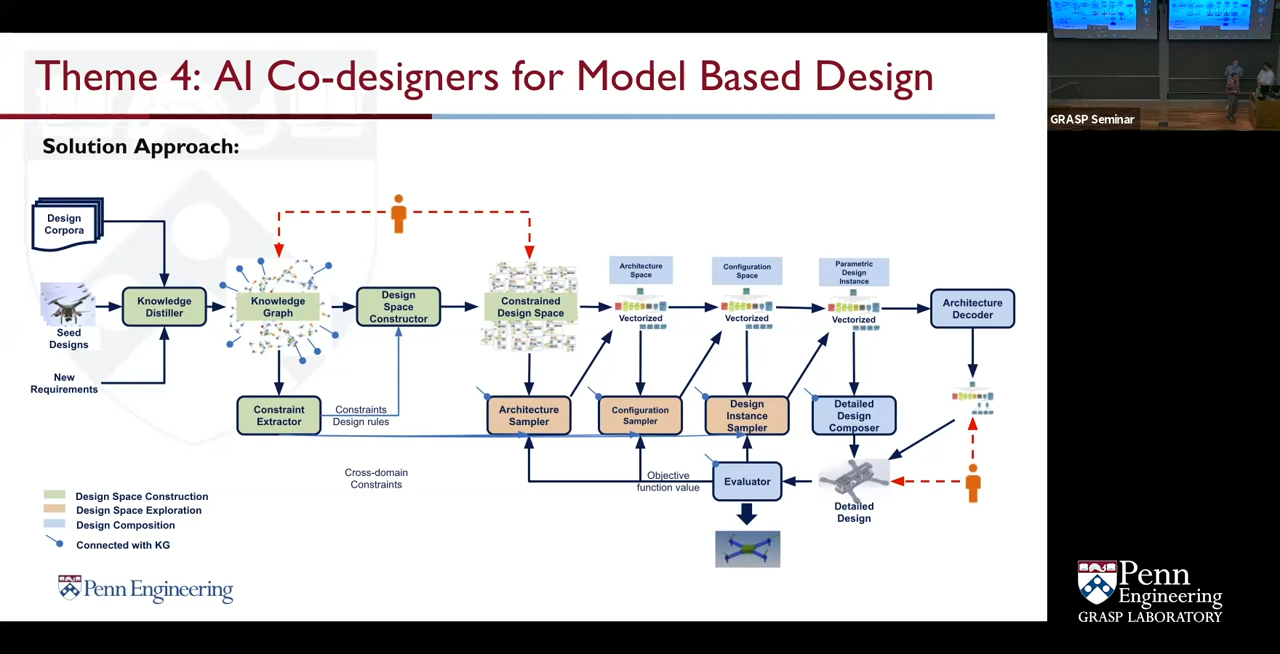 Theme 4: AI Co-designers for Model Based Design
GRASP Seminar
Solution Approach:
Design
Corpora
Seed
Designs
New
Requirements
Knowledge
Distiller
Knowledge
Graph
Design
Space
Constructor
Constrained
Design Space
Architecture
Space
Vectorized
Configuration
Space
Vectorized
Parametric
Design
Instance
Vectorized
Architecture
Decoder
Constraint
Extractor
Constraints
Design rules
Architecture
Sampler
Configuration
Sampler
Design
Instance
Sampler
Detailed
Design
Composer
Cross-domain
Constraints
Objective
function value
Evaluator
Detailed
Design
Design Space Construction
Design Space Exploration
Design Composition
Connected with KG
Penn Engineering
Penn
Engineering
GRASP LABORATORY